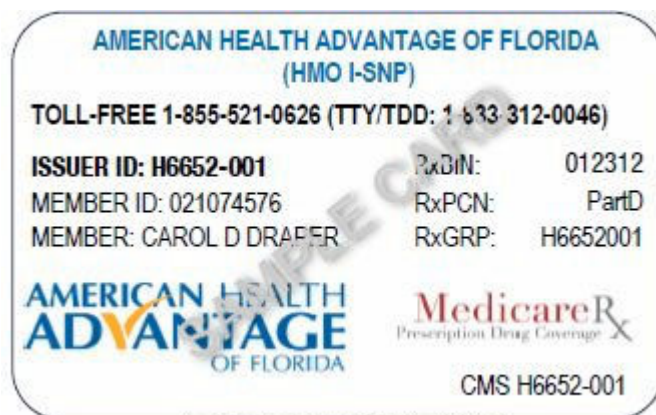 AMERICAN HEALTH ADVANTAGE OF FLORIDA
(HMO I-SNP)
TOLL-FREE 1-855-521-0626 (TTY/TDD: 1-833-312-0046)
ISSUER ID: H6652-001 RxBIN: 012312
MEMBER ID: 021074576 RxPCN: PartD
MEMBER: CAROL D DRAPER RxGRP: H6652001
SAMPLE CARD
AMERICAN HEALTH
ADVANTAGE
OF FLORIDA
MedicareRx
Prescription Drug Coverage X
CMS H6652-001